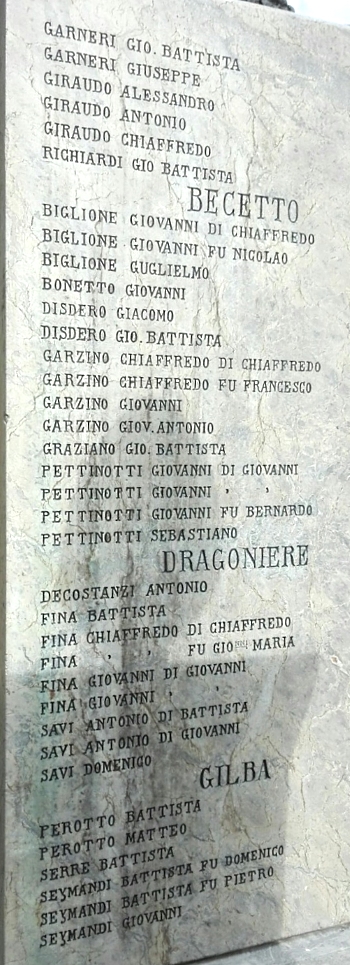 GARNERI GIO. BATTISTA
GARNERI GIUSEPPE
GIRAUDO ALESSANDRO
GIRAUDO ANTONIO
GIRAUDO CHIAFFREDO
RICHIARDI GIO BATTISTA
BECETTO
BIGLIONE GIOVANNI DI CHIAFFREDO
BIGLIONE GIOVANNI FU NICOLAO
BIGLIONE GUGLIELMO
BONETTO GIOVANNI
DISDERO GIACOMO
DISDERO GIO. BATTISTA
GARZINO CHIAFFREDO DI CHIAFFREDO
GARZINO CHIAFFREDO FU FRANCESCO
GARZINO GIOVANNI
GARZINO GIOV. ANTONIO
GRAZIANO GIO. BATTISTA
PETTINOTTI GIOVANNI DI GIOVANNI
PETTINOTTI GIOVANNI , ,
PETTINOTTI GIOVANNI FU BERNARDO
PETTINOTTI SEBASTIANO
DRAGONIERE
DECOSTANZI ANTONIO
FINA BATTISTA
FINA CHIAFFREDO DI CHIAFFREDO
FINA , , FU GIO MARIA
FINA GIOVANNI DI GIOVANNI
FINA GIOVANNI , ,
SAVI ANTONIO DI BATTISTA
SAVI ANTONIO DI GIOVANNI
SAVI DOMENICO
GILBA
PEROTTO BATTISTA
PEROTTO MATTEO
SERRE BATTISTA
SEYMANDI BATTISTA FU DOMENICO
SEYMANDI BATTISTA FU PIETRO
SEYMANDI GIOVANNI